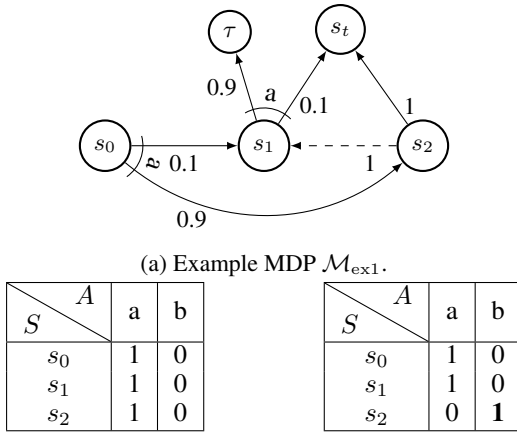 τ
s_t
0.9
a
0.1
1
s_0
s_1
s_2
a
0.1
1
0.9
(a) Example MDP 𝓜_ex1.
A a b
S
s_0 1 0
s_1 1 0
s_2 1 0
A a b
S
s_0 1 0
s_1 1 0
s_2 0 1